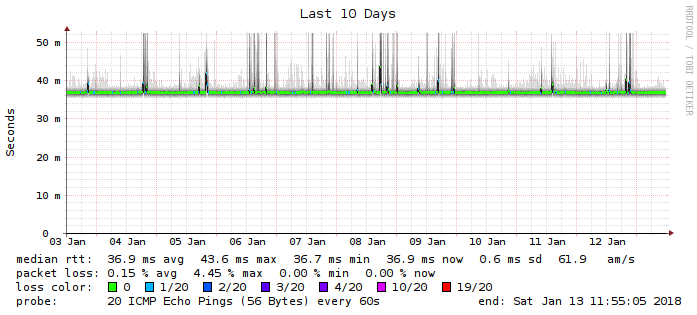 Last 10 Days
RRDTOOL / TOBI OETIKER
Seconds
50 m
40 m
30 m
20 m
10 m
0
03 Jan 04 Jan 05 Jan 06 Jan 07 Jan 08 Jan 09 Jan 10 Jan 11 Jan 12 Jan
median rtt: 36.9 ms avg 43.6 ms max 36.7 ms min 36.9 ms now 0.6 ms sd 61.9 am/s
packet loss: 0.15 % avg 4.45 % max 0.00 % min 0.00 % now
loss color: 0 1/20 2/20 3/20 4/20 10/20 19/20
probe: 20 ICMP Echo Pings (56 Bytes) every 60s end: Sat Jan 13 11:55:05 2018